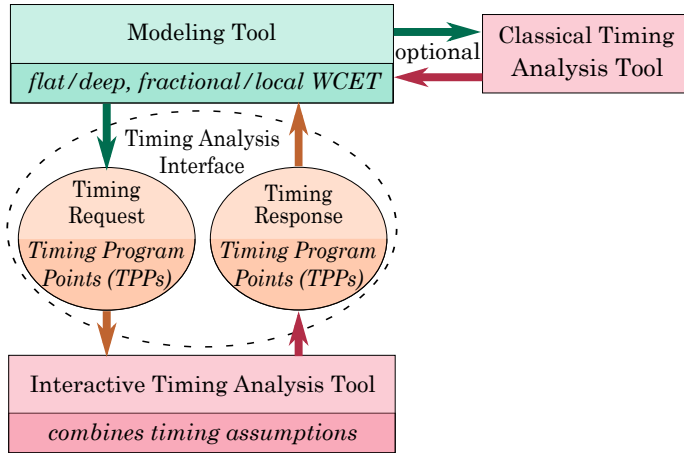 Modeling Tool
flat/deep, fractional/local WCET
optional
Classical Timing
Analysis Tool
Timing Analysis
Interface
Timing
Request
Timing Program
Points (TPPs)
Timing
Response
Timing Program
Points (TPPs)
Interactive Timing Analysis Tool
combines timing assumptions